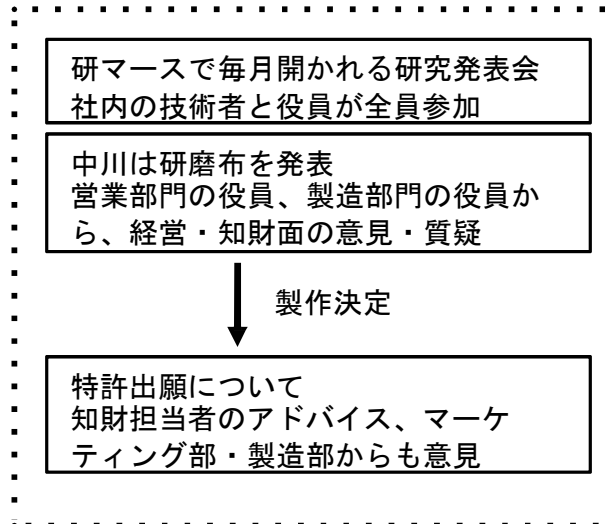 研マースで毎月開かれる研究発表会
社内の技術者と役員が全員参加
中川は研磨布を発表
営業部門の役員、製造部門の役員か
ら、経営・知財面の意見・質疑
製作決定
特許出願について
知財担当者のアドバイス、マーケ
ティング部・製造部からも意見